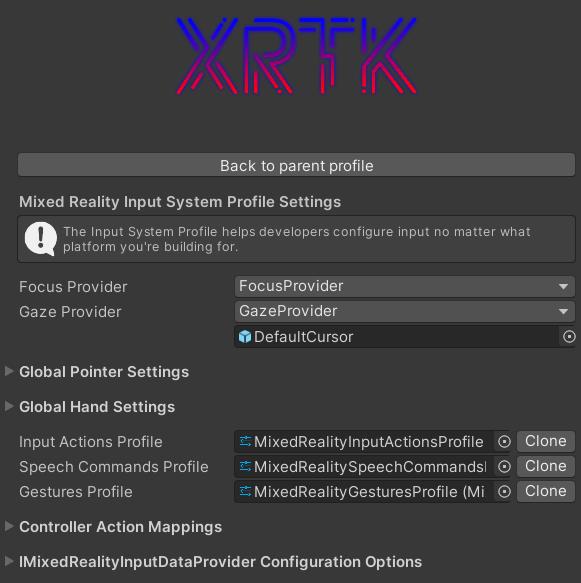 XRTK
Back to parent profile
Mixed Reality Input System Profile Settings
The Input System Profile helps developers configure input no matter what
platform you're building for.
Focus Provider FocusProvider
Gaze Provider GazeProvider
DefaultCursor
Global Pointer Settings
Global Hand Settings
Input Actions Profile MixedRealityInputActionsProfile Clone
Speech Commands Profile MixedRealitySpeechCommands Clone
Gestures Profile MixedRealityGesturesProfile (Mi Clone
Controller Action Mappings
IMixedRealityInputDataProvider Configuration Options